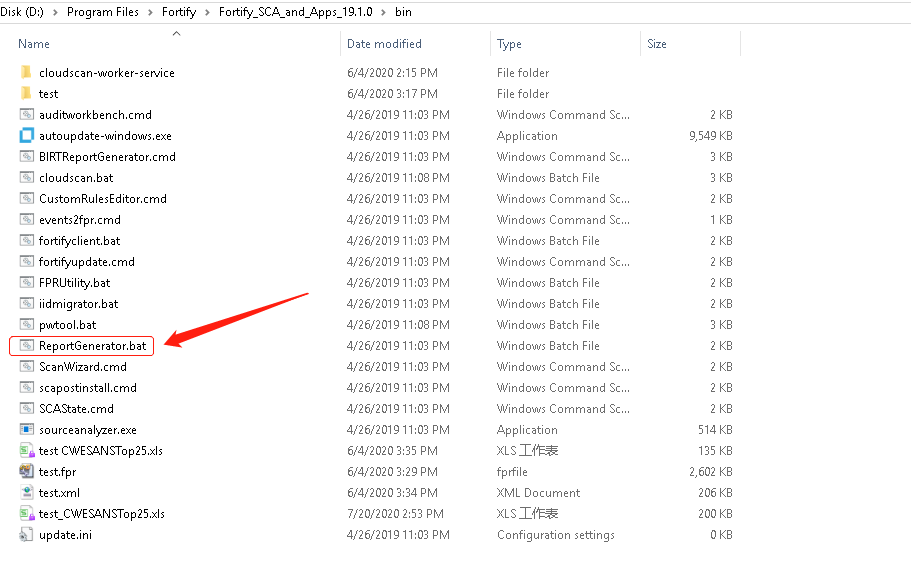 Disk (D:) > Program Files > Fortify > Fortify_SCA_and_Apps_19.1.0 > bin
Name Date modified Type Size
cloudscan-worker-service 6/4/2020 2:15 PM File folder
test 6/4/2020 3:17 PM File folder
auditworkbench.cmd 4/26/2019 11:03 PM Windows Command Sc... 2 KB
autoupdate-windows.exe 4/26/2019 11:03 PM Application 9,549 KB
BIRTReportGenerator.cmd 4/26/2019 11:03 PM Windows Command Sc... 3 KB
cloudscan.bat 4/26/2019 11:08 PM Windows Batch File 3 KB
CustomRulesEditor.cmd 4/26/2019 11:03 PM Windows Command Sc... 2 KB
events2fpr.cmd 4/26/2019 11:03 PM Windows Command Sc... 1 KB
fortifyclient.bat 4/26/2019 11:03 PM Windows Batch File 2 KB
fortifyupdate.cmd 4/26/2019 11:03 PM Windows Command Sc... 2 KB
FPRUtility.bat 4/26/2019 11:03 PM Windows Batch File 2 KB
iidmigrator.bat 4/26/2019 11:03 PM Windows Batch File 2 KB
pwtool.bat 4/26/2019 11:08 PM Windows Batch File 3 KB
ReportGenerator.bat 4/26/2019 11:03 PM Windows Batch File 2 KB
ScanWizard.cmd 4/26/2019 11:03 PM Windows Command Sc... 2 KB
scapostinstall.cmd 4/26/2019 11:03 PM Windows Command Sc... 2 KB
SCAState.cmd 4/26/2019 11:03 PM Windows Command Sc... 2 KB
sourceanalyzer.exe 4/26/2019 11:03 PM Application 514 KB
test CWESANSTop25.xls 6/4/2020 3:35 PM XLS 工作表 135 KB
test.fpr 6/4/2020 3:29 PM fprfile 2,602 KB
test.xml 6/4/2020 3:34 PM XML Document 206 KB
test_CWESANSTop25.xls 7/20/2020 2:53 PM XLS 工作表 200 KB
update.ini 4/26/2019 11:03 PM Configuration settings 0 KB